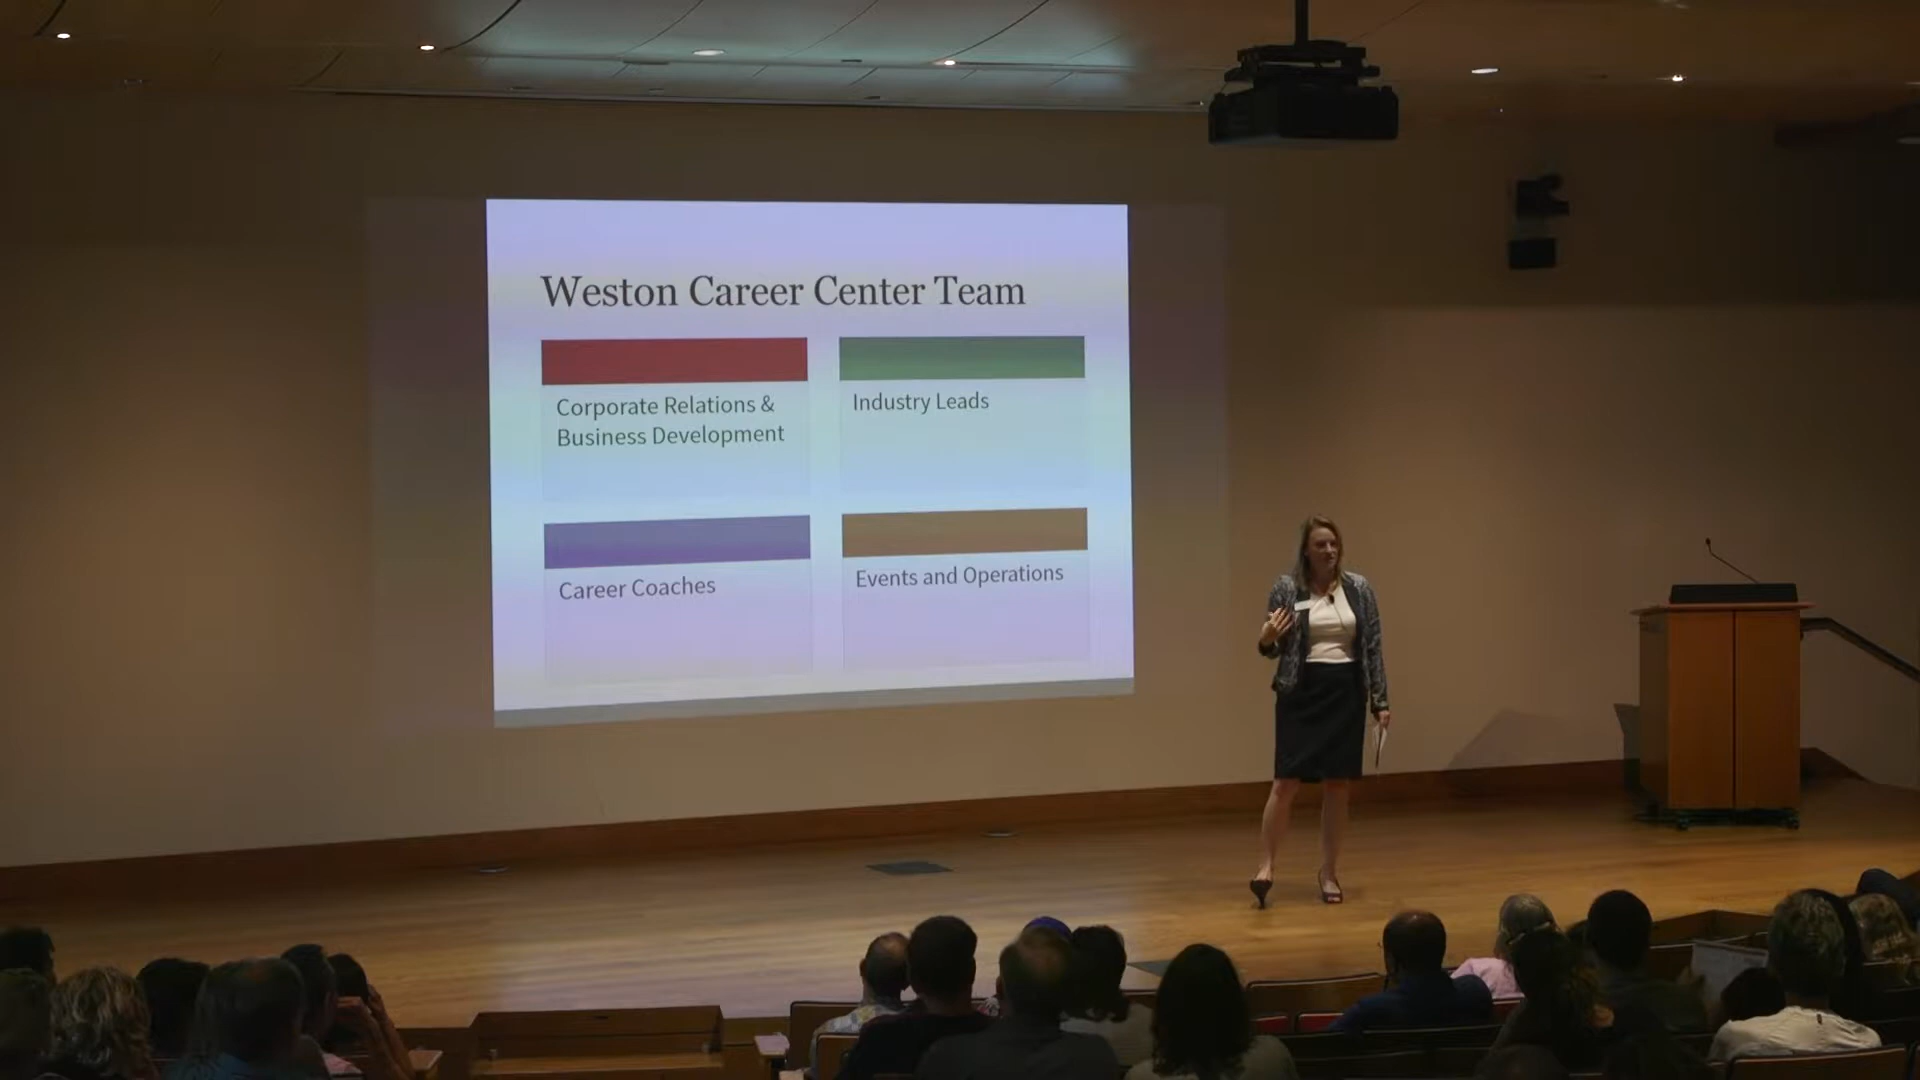 Weston Career Center Team
Corporate Relations &
Business Development
Industry Leads
Career Coaches
Events and Operations